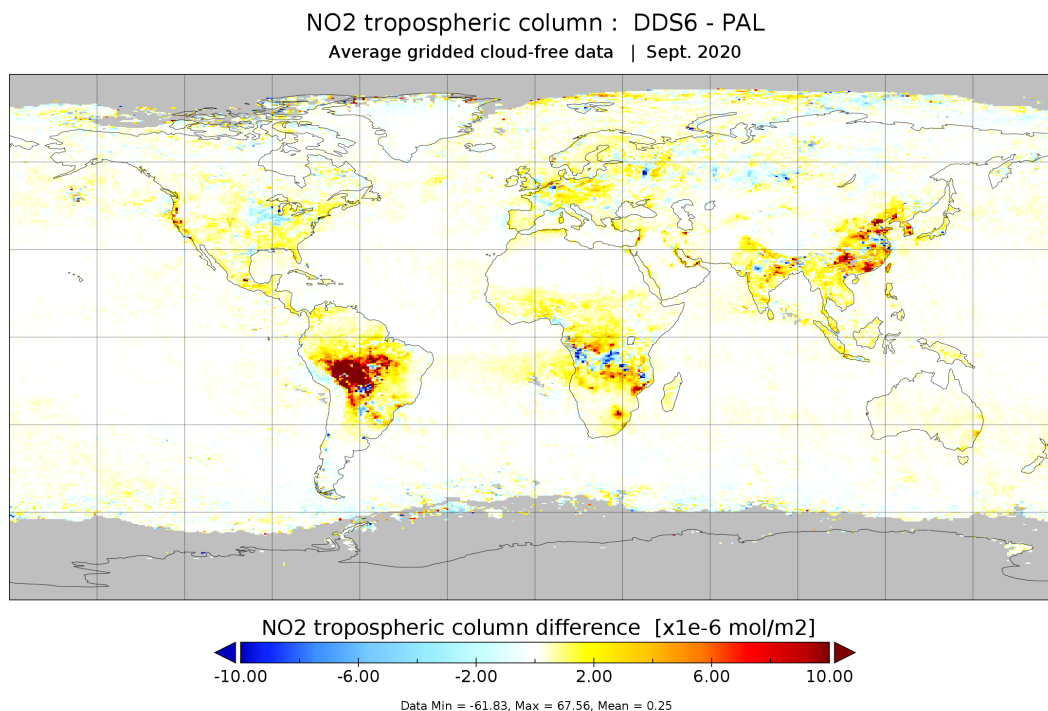 NO2 tropospheric column : DDS6 - PAL
Average gridded cloud-free data | Sept. 2020
NO2 tropospheric column difference [x1e-6 mol/m2]
-10.00 -6.00 -2.00 2.00 6.00 10.00
Data Min = -61.83, Max = 67.56, Mean = 0.25